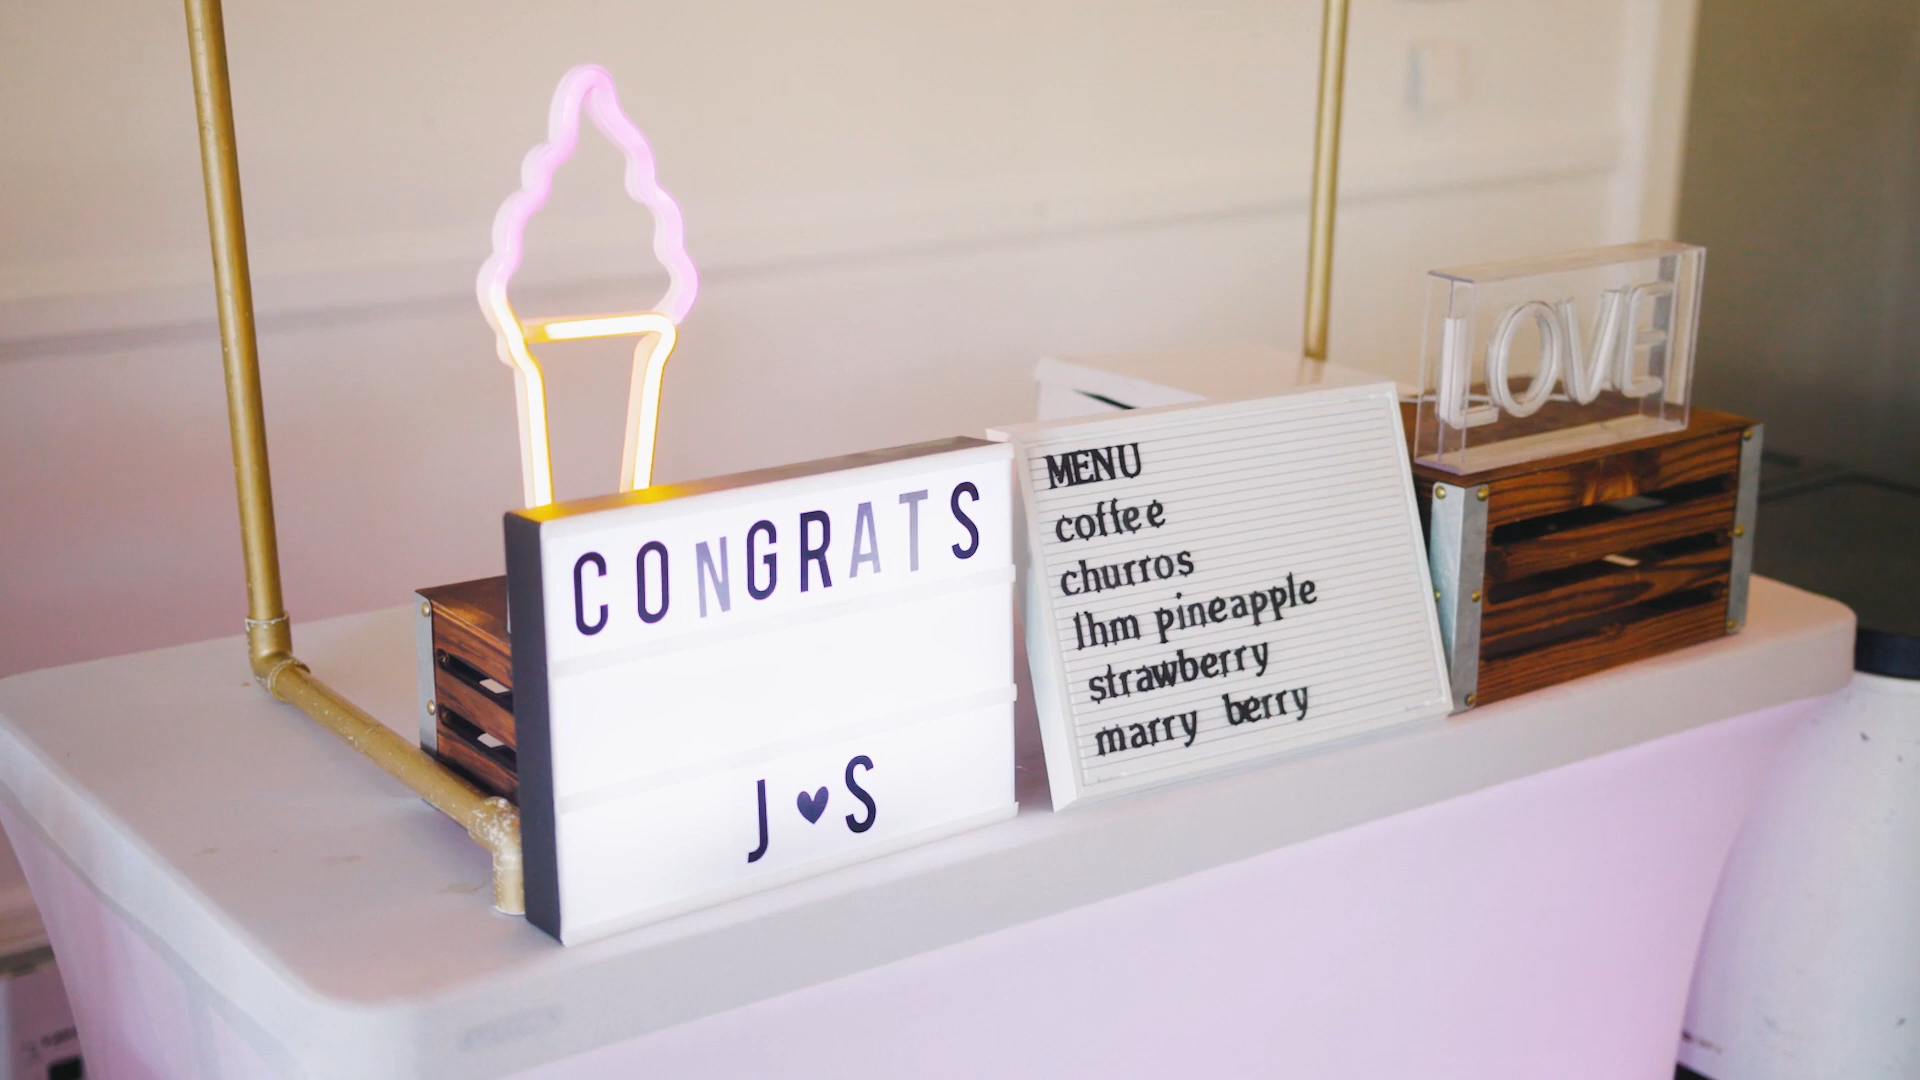 CONGRATS
J♥S
MENU
coffee
churros
lhm pineapple
strawberry
marry berry
LOVE